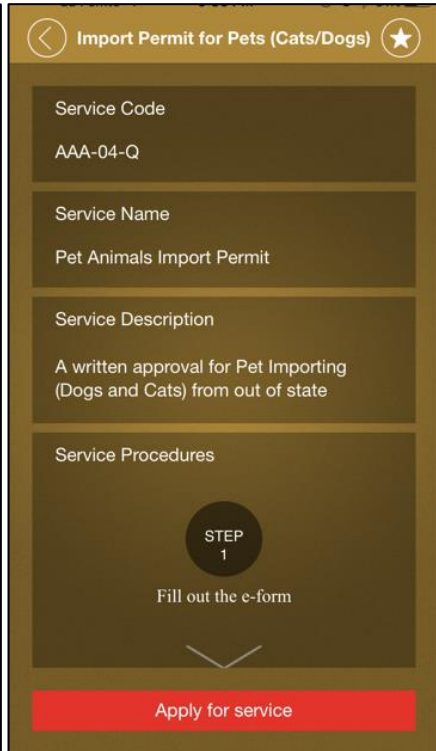 Import Permit for Pets (Cats/Dogs)
Service Code
AAA-04-Q
Service Name
Pet Animals Import Permit
Service Description
A written approval for Pet Importing
(Dogs and Cats) from out of state
Service Procedures
STEP
1
Fill out the e-form
Apply for service